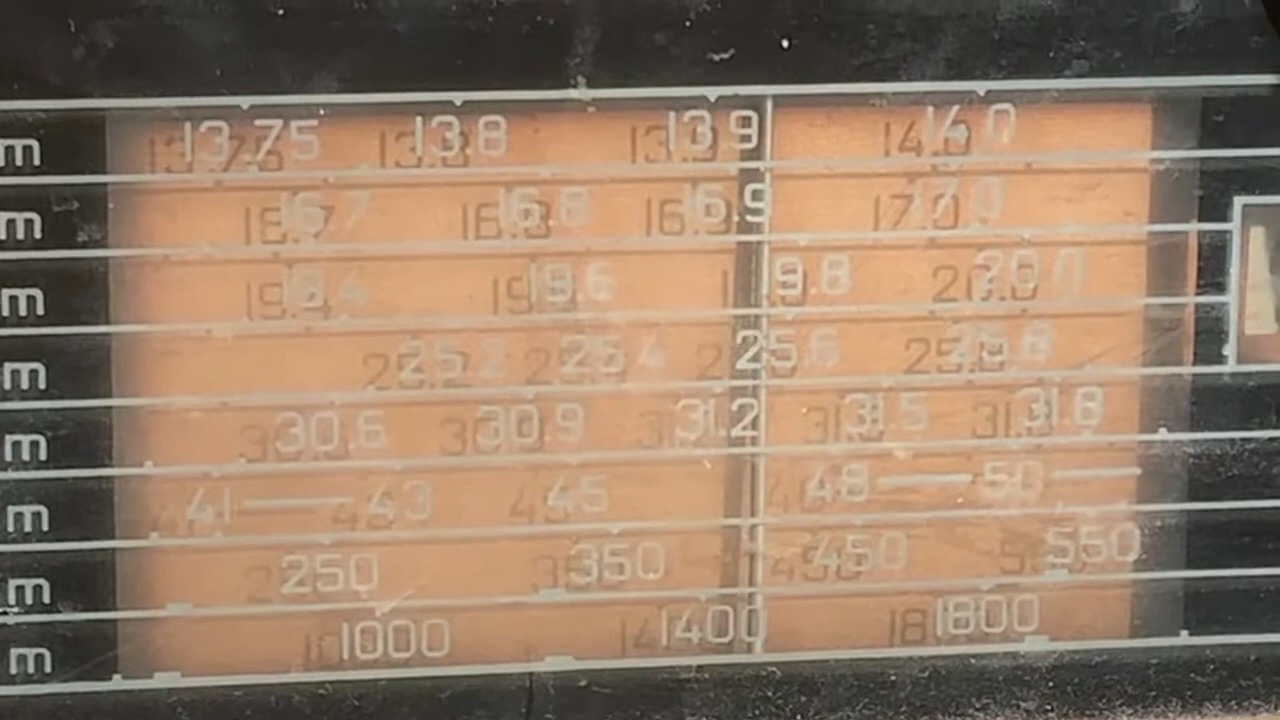 m 13.75 13.8 13.9 14.0
m 16.7 16.8 16.9 17.0
m 19.4 19.6 19.8 20.0
m 25.2 25.4 25.6 25.8
m 30.6 30.9 31.2 31.5 31.8
m 41 — 43 45 48 — 50 —
m 250 350 450 550
m 1000 1400 1800